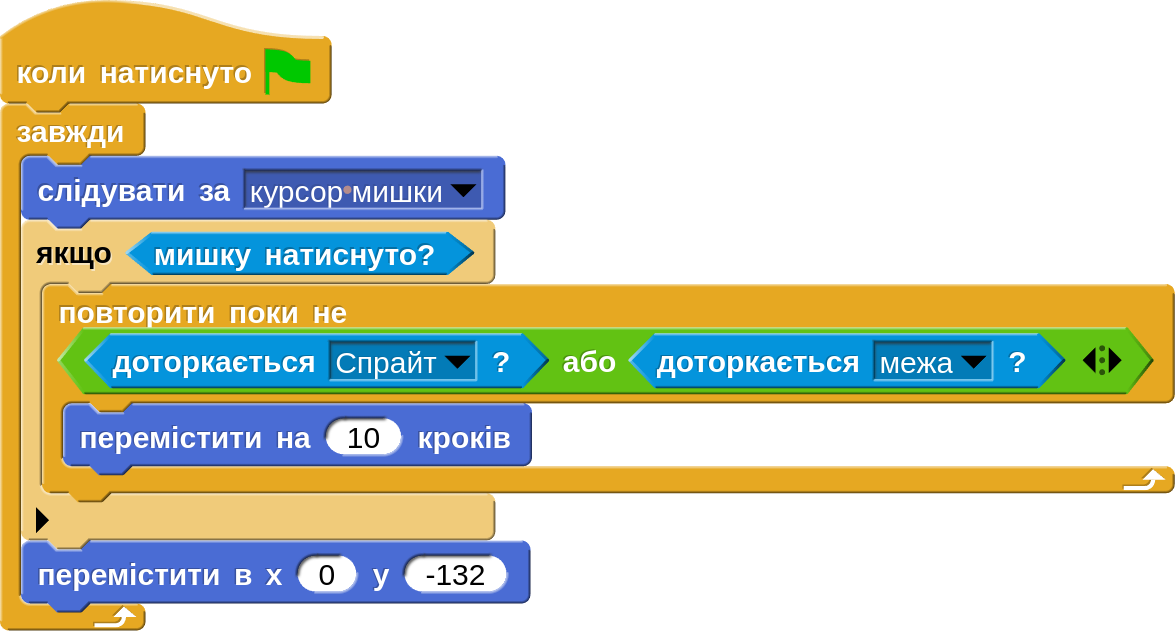 коли натиснуто
завжди
слідувати за курсор мишки
якщо мишку натиснуто?
повторити поки не
доторкається Спрайт ? або доторкається межа ?
перемістити на 10 кроків
перемістити в x 0 y -132